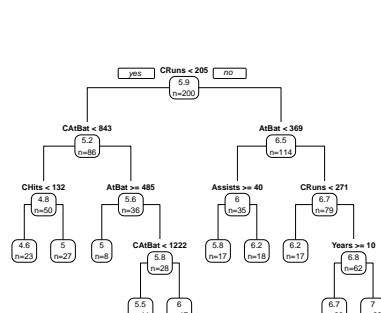 yes CRuns < 205 no
5.9
n=200
CAtBat < 843 AtBat < 369
5.2 6.5
n=86 n=114
CHits < 132 AtBat >= 485 Assists >= 40 CRuns < 271
4.8 5.6 6 6.7
n=50 n=36 n=35 n=79
4.6 5 5 CAtBat < 1222 5.8 6.2 6.2 Years >= 10
n=23 n=27 n=8 5.8 n=17 n=18 n=17 6.8
n=28 n=62
5.5 6 6.7 7